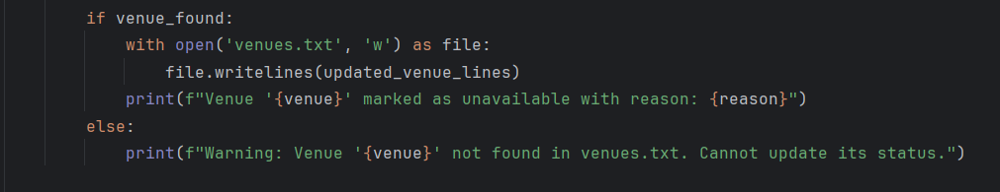 if venue_found:
with open('venues.txt', 'w') as file:
file.writelines(updated_venue_lines)
print(f"Venue '{venue}' marked as unavailable with reason: {reason}")
else:
print(f"Warning: Venue '{venue}' not found in venues.txt. Cannot update its status.")